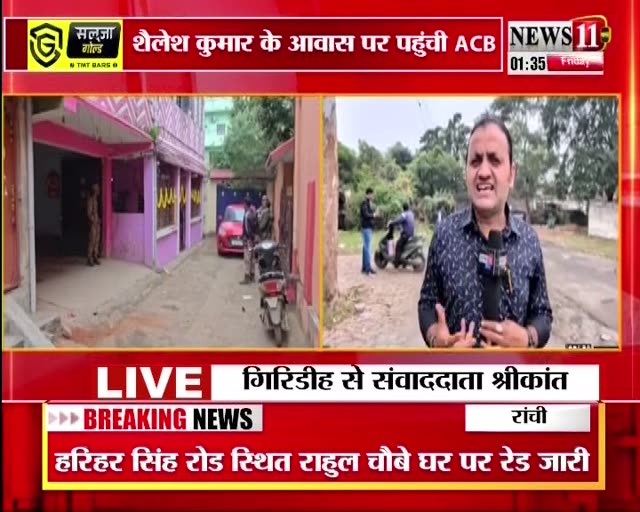 सलूजा
गोल्ड
TMT BARS
शैलेश कुमार के आवास पर पहुंची ACB
NEWS 11
01:35 Friday
LIVE गिरिडीह से संवाददाता श्रीकांत
BREAKING NEWS रांची
हरिहर सिंह रोड स्थित राहुल चौबे घर पर रेड जारी